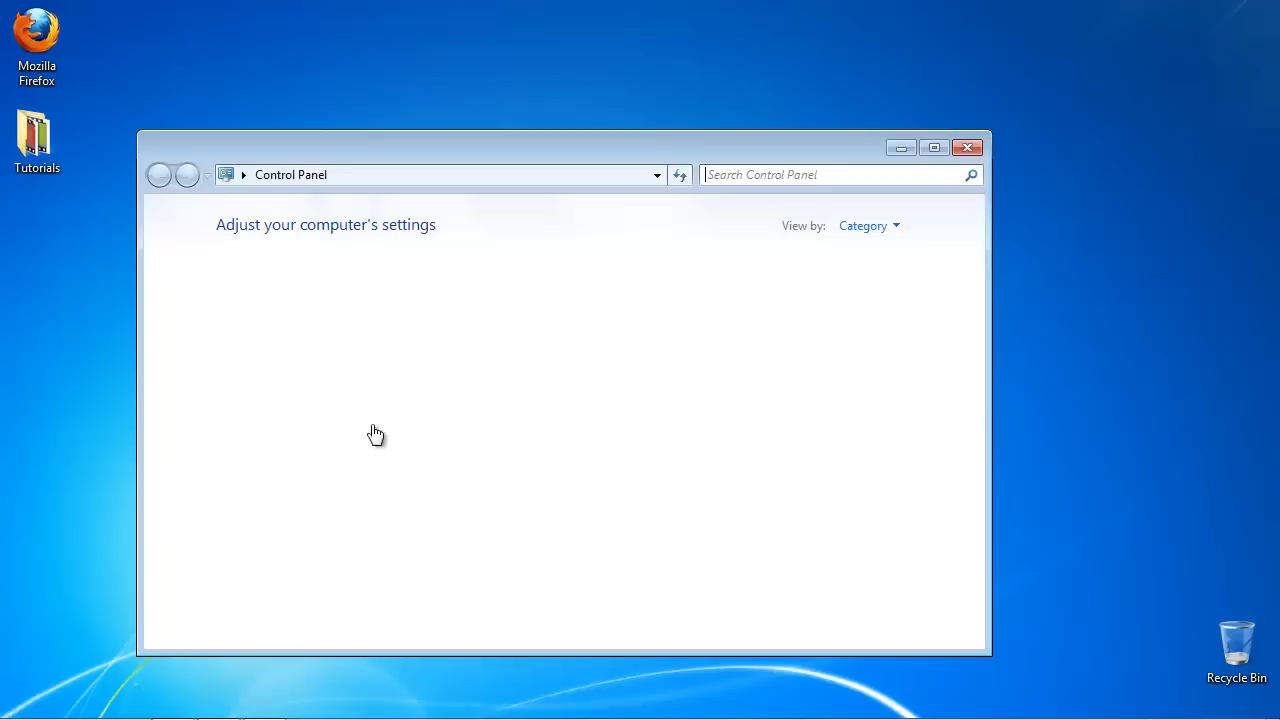 Mozilla
Firefox
Tutorials
Control Panel
Search Control Panel
Adjust your computer's settings
View by: Category
Recycle Bin